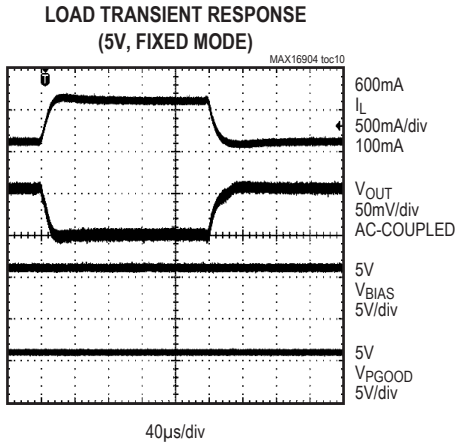 LOAD TRANSIENT RESPONSE
(5V, FIXED MODE)
MAX16904 toc10
T
600mA
IL
500mA/div
100mA
VOUT
50mV/div
AC-COUPLED
5V
VBIAS
5V/div
5V
VPGOOD
5V/div
40µs/div